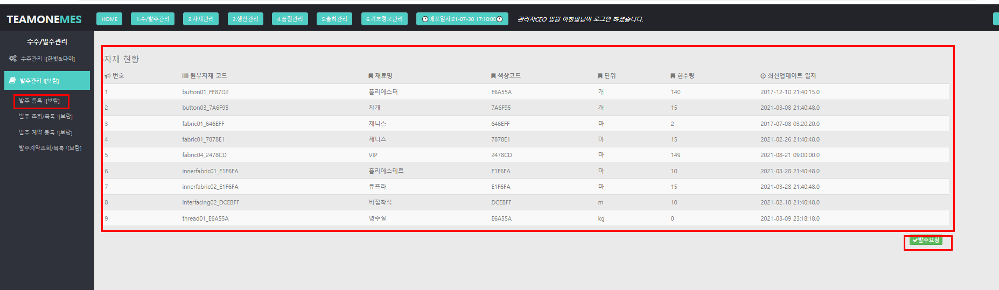 TEAMONEMES HOME 1.수/발주관리 2.자재관리 3.생산관리 4.품질관리 5.출하관리 6.기초정보관리 배포일시:21-07-30 17:10:00 관리자CEO 임원 이한빛님이 로그인 하셨습니다.
수주/발주관리
수주관리 ![한빛&다미]
발주관리 ![보람]
발주 등록 ![보람]
발주 조회/목록 ![보람]
발주 계약 등록 ![보람]
발주계약조회/목록 ![보람]
자재 현황
번호 원부자재 코드 재료명 색상코드 단위 현수량 최신업데이트 일자
1 button01_FF87D2 폴리에스터 E6A55A 개 140 2017-12-10 21:40:15.0
2 button03_7A6F95 자개 7A6F95 개 15 2021-03-08 21:40:48.0
3 fabric01_646EFF 제니스 646EFF 마 2 2017-07-08 03:20:20.0
4 fabric01_7878E1 제니스 7878E1 마 15 2021-02-26 21:40:48.0
5 fabric04_2478CD VIP 2478CD 마 149 2021-08-21 09:00:00.0
6 innerfabric01_E1F6FA 폴리에스테르 E1F6FA 마 10 2021-03-28 21:40:48.0
7 innerfabric02_E1F6FA 큐프라 E1F6FA 마 15 2021-03-28 21:40:48.0
8 interfacing02_DCEBFF 비접착식 DCEBFF m 10 2021-02-18 21:40:48.0
9 thread01_E6A55A 명주실 E6A55A kg 0 2021-03-09 23:18:18.0
발주요청